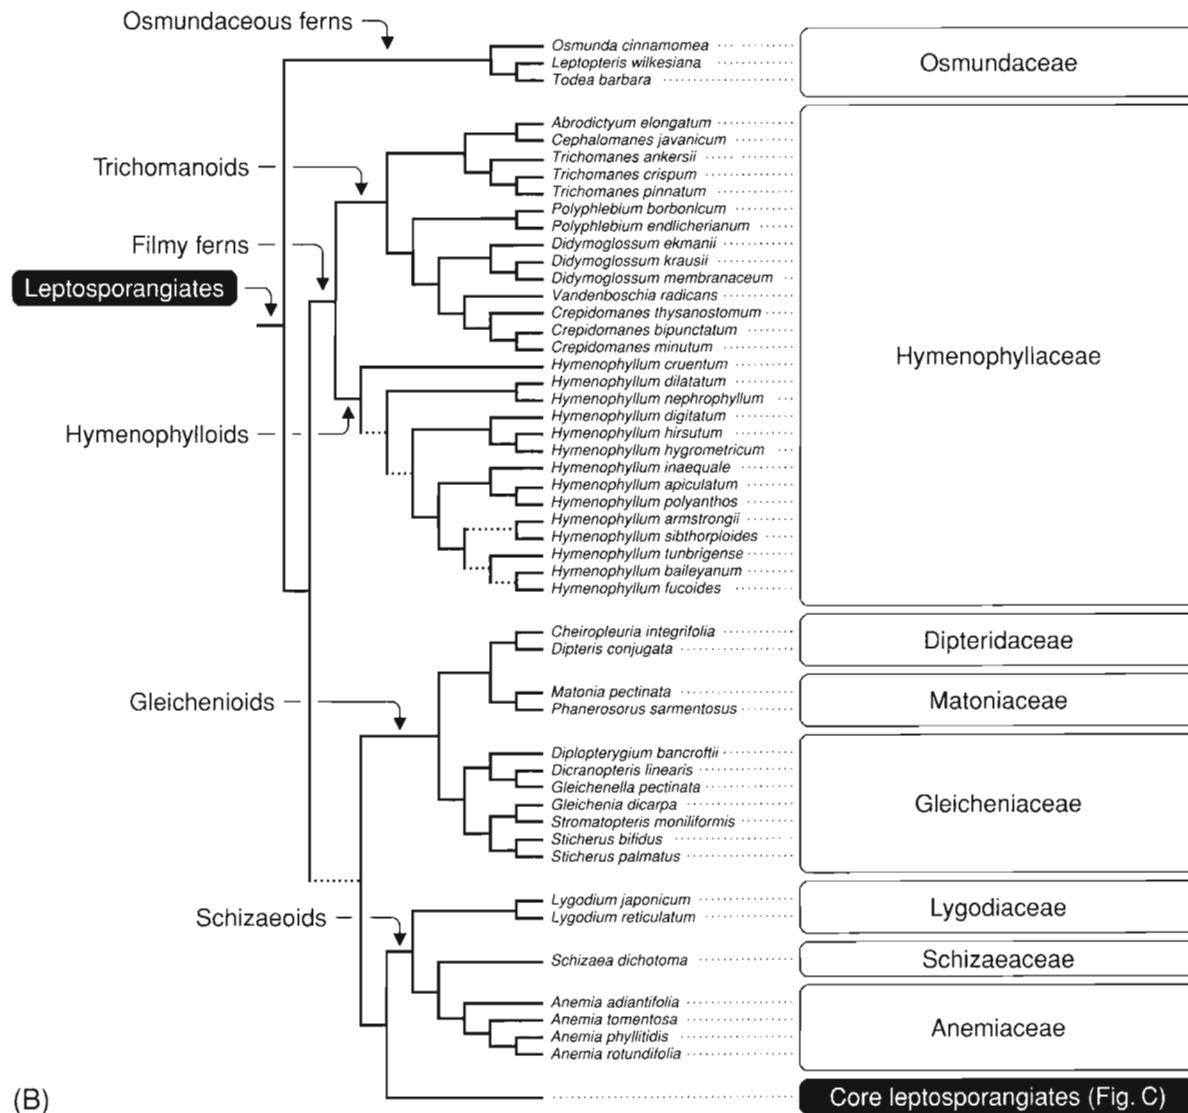 Osmundaceous ferns
Osmunda cinnamomea
Leptopteris wilkesiana
Todea barbara
Osmundaceae
Trichomanoids
Filmy ferns
Leptosporangiates
Hymenophylloids
Abrodictyum elongatum
Cephalomanes javanicum
Trichomanes ankersii
Trichomanes crispum
Trichomanes pinnatum
Polyphlebium borbonicum
Polyphlebium endlicherianum
Didymoglossum ekmanii
Didymoglossum krausii
Didymoglossum membranaceum
Vandenboschia radicans
Crepidomanes thysanostomum
Crepidomanes bipunctatum
Crepidomanes minutum
Hymenophyllum cruentum
Hymenophyllum dilatatum
Hymenophyllum nephrophyllum
Hymenophyllum digitatum
Hymenophyllum hirsutum
Hymenophyllum hygrometricum
Hymenophyllum inaequale
Hymenophyllum apiculatum
Hymenophyllum polyanthos
Hymenophyllum armstrongii
Hymenophyllum sibthorpioides
Hymenophyllum tunbrigense
Hymenophyllum baileyanum
Hymenophyllum fucoides
Hymenophyllaceae
Gleichenioids
Cheiropleuria integrifolia
Dipteris conjugata
Dipteridaceae
Matonia pectinata
Phanerosorus sarmentosus
Matoniaceae
Diplopterygium bancroftii
Dicranopteris linearis
Gleichenella pectinata
Gleichenia dicarpa
Stromatopteris moniliformis
Sticherus bifidus
Sticherus palmatus
Gleicheniaceae
Schizaeoids
Lygodium japonicum
Lygodium reticulatum
Lygodiaceae
Schizaea dichotoma
Schizaeaceae
Anemia adiantifolia
Anemia tomentosa
Anemia phyllitidis
Anemia rotundifolia
Anemiaceae
(B)
Core leptosporangiates (Fig. C)